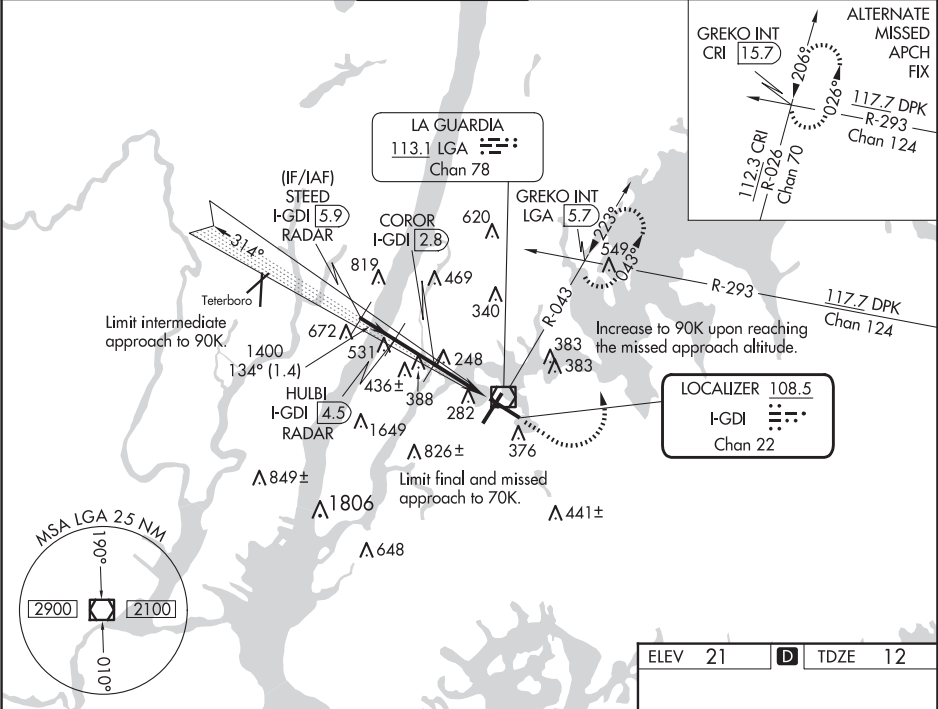 ALTERNATE
MISSED
APCH
FIX
GREKO INT
CRI 15.7
206°
026°
117.7 DPK
R-293
Chan 124
112.3 CRI
R-026
Chan 70
LA GUARDIA
113.1 LGA
Chan 78
(IF/IAF)
STEED
I-GDI 5.9
RADAR
COROR
I-GDI 2.8
GREKO INT
LGA 5.7
620
223°
549
043°
314°
819
469
R-293
117.7 DPK
Chan 124
Teterboro
340
R-043
Limit intermediate
approach to 90K.
672
531
Increase to 90K upon reaching
the missed approach altitude.
1400
134° (1.4)
248
383
383
436±
388
HULBI
I-GDI 4.5
RADAR
282
LOCALIZER 108.5
I-GDI
Chan 22
1649
376
826±
849±
Limit final and missed
approach to 70K.
1806
441±
648
MSA LGA 25 NM
190°
2900
2100
010°
ELEV 21
D
TDZE 12